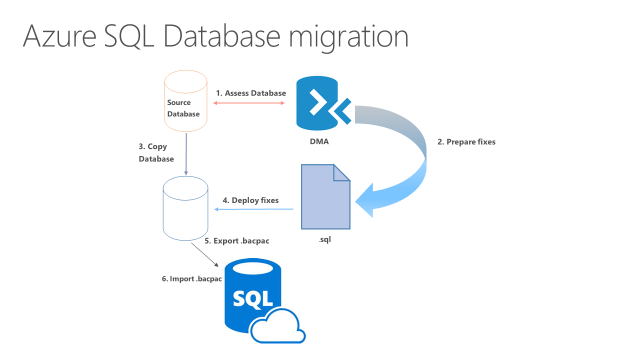 Azure SQL Database migration
1. Assess Database
Source
Database
DMA
2. Prepare fixes
3. Copy
Database
4. Deploy fixes
.sql
5. Export .bacpac
6. Import .bacpac
SQL